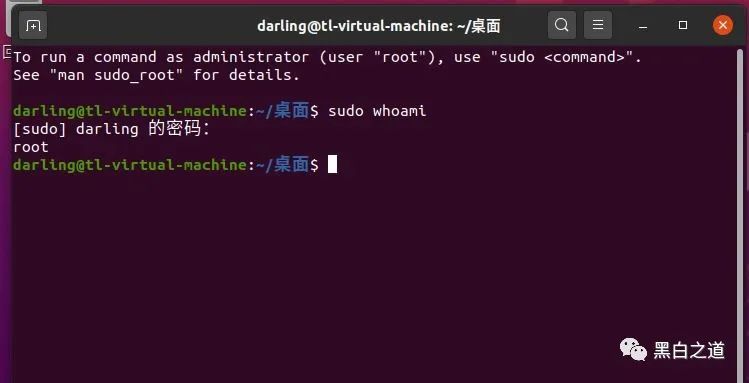 darling@tl-virtual-machine: ~/桌面
To run a command as administrator (user "root"), use "sudo <command>".
See "man sudo_root" for details.
darling@tl-virtual-machine:~/桌面$ sudo whoami
[sudo] darling 的密码：
root
darling@tl-virtual-machine:~/桌面$
黑白之道